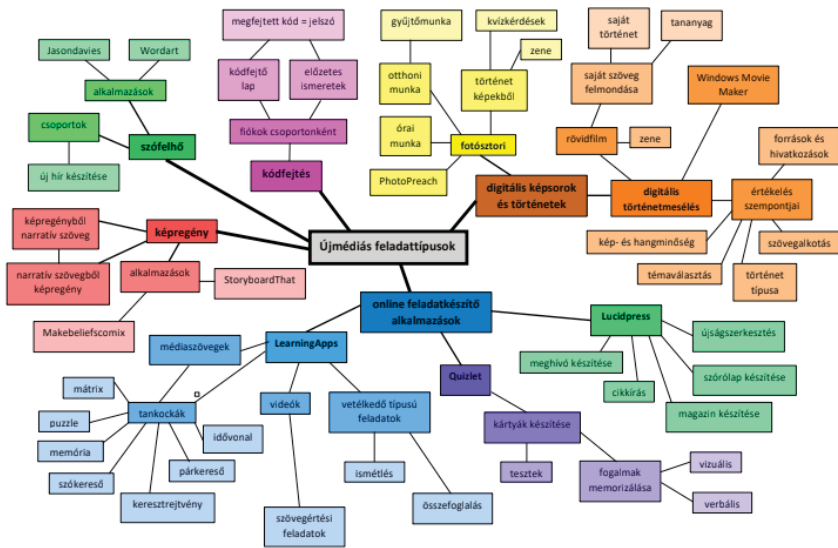 megfejtett kód = jelszó
gyűjtőmunka
kvízkérdések
saját
történet
tananyag
Jasondavies
Wordart
zene
kódfejtő
lap
előzetes
ismeretek
otthoni
munka
történet
képekből
saját szöveg
felmondása
Windows Movie
Maker
alkalmazások
csoportok
szófelhő
fiókok csoportonként
órai
munka
fotósztori
rövidfilm
zene
források és
hivatkozások
új hír készítése
kódfejtés
PhotoPreach
digitális képsorok
és történetek
digitális
történetmesélés
értékelés
szempontjai
képregényből
narratív szöveg
képregény
Újmédiás feladattípusok
kép- és hangminőség
szövegalkotás
narratív szövegből
képregény
alkalmazások
StoryboardThat
témaválasztás
történet
típusa
Makebeliefscomix
online feladatkészítő
alkalmazások
Lucidpress
médiaszövegek
LearningApps
újságszerkesztés
meghívó készítése
szórólap készítése
Quizlet
cikkírás
mátrix
magazin készítése
puzzle
tankockák
videók
vetélkedő típusú
feladatok
kártyák készítése
memória
idővonal
szókereső
párkereső
ismétlés
tesztek
fogalmak
memorizálása
vizuális
keresztrejtvény
összefoglalás
verbális
szövegértési
feladatok